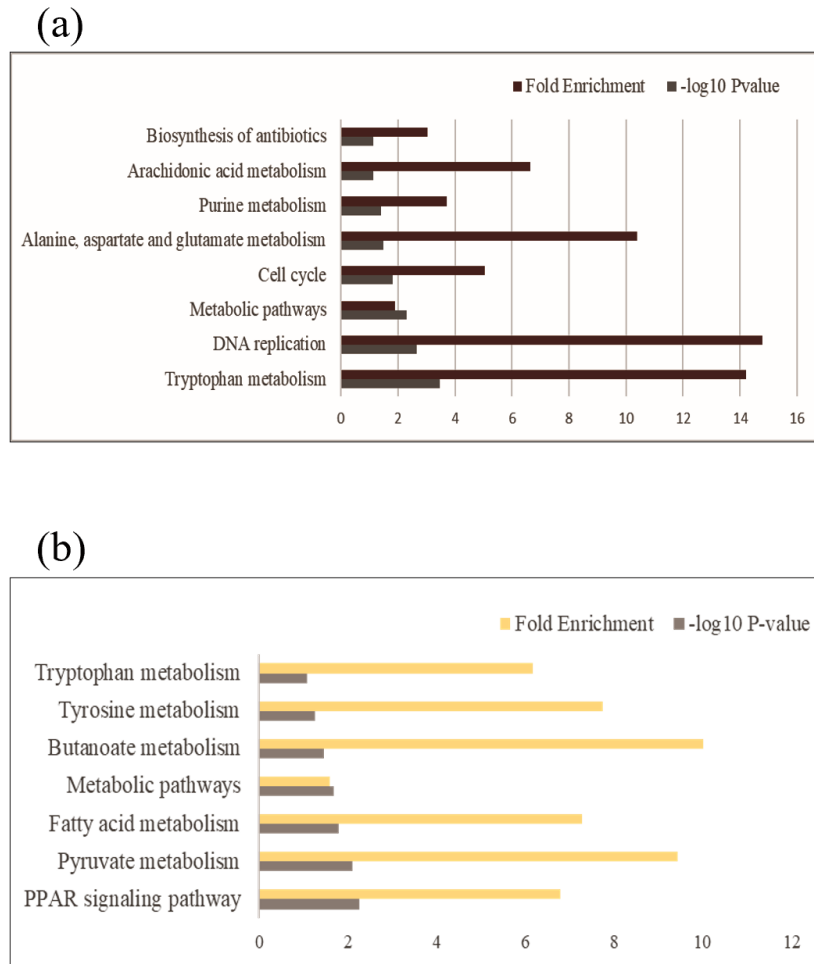 (a)
Fold Enrichment -log10 Pvalue
Biosynthesis of antibiotics
Arachidonic acid metabolism
Purine metabolism
Alanine, aspartate and glutamate metabolism
Cell cycle
Metabolic pathways
DNA replication
Tryptophan metabolism
0 2 4 6 8 10 12 14 16
(b)
Fold Enrichment -log10 P-value
Tryptophan metabolism
Tyrosine metabolism
Butanoate metabolism
Metabolic pathways
Fatty acid metabolism
Pyruvate metabolism
PPAR signaling pathway
0 2 4 6 8 10 12